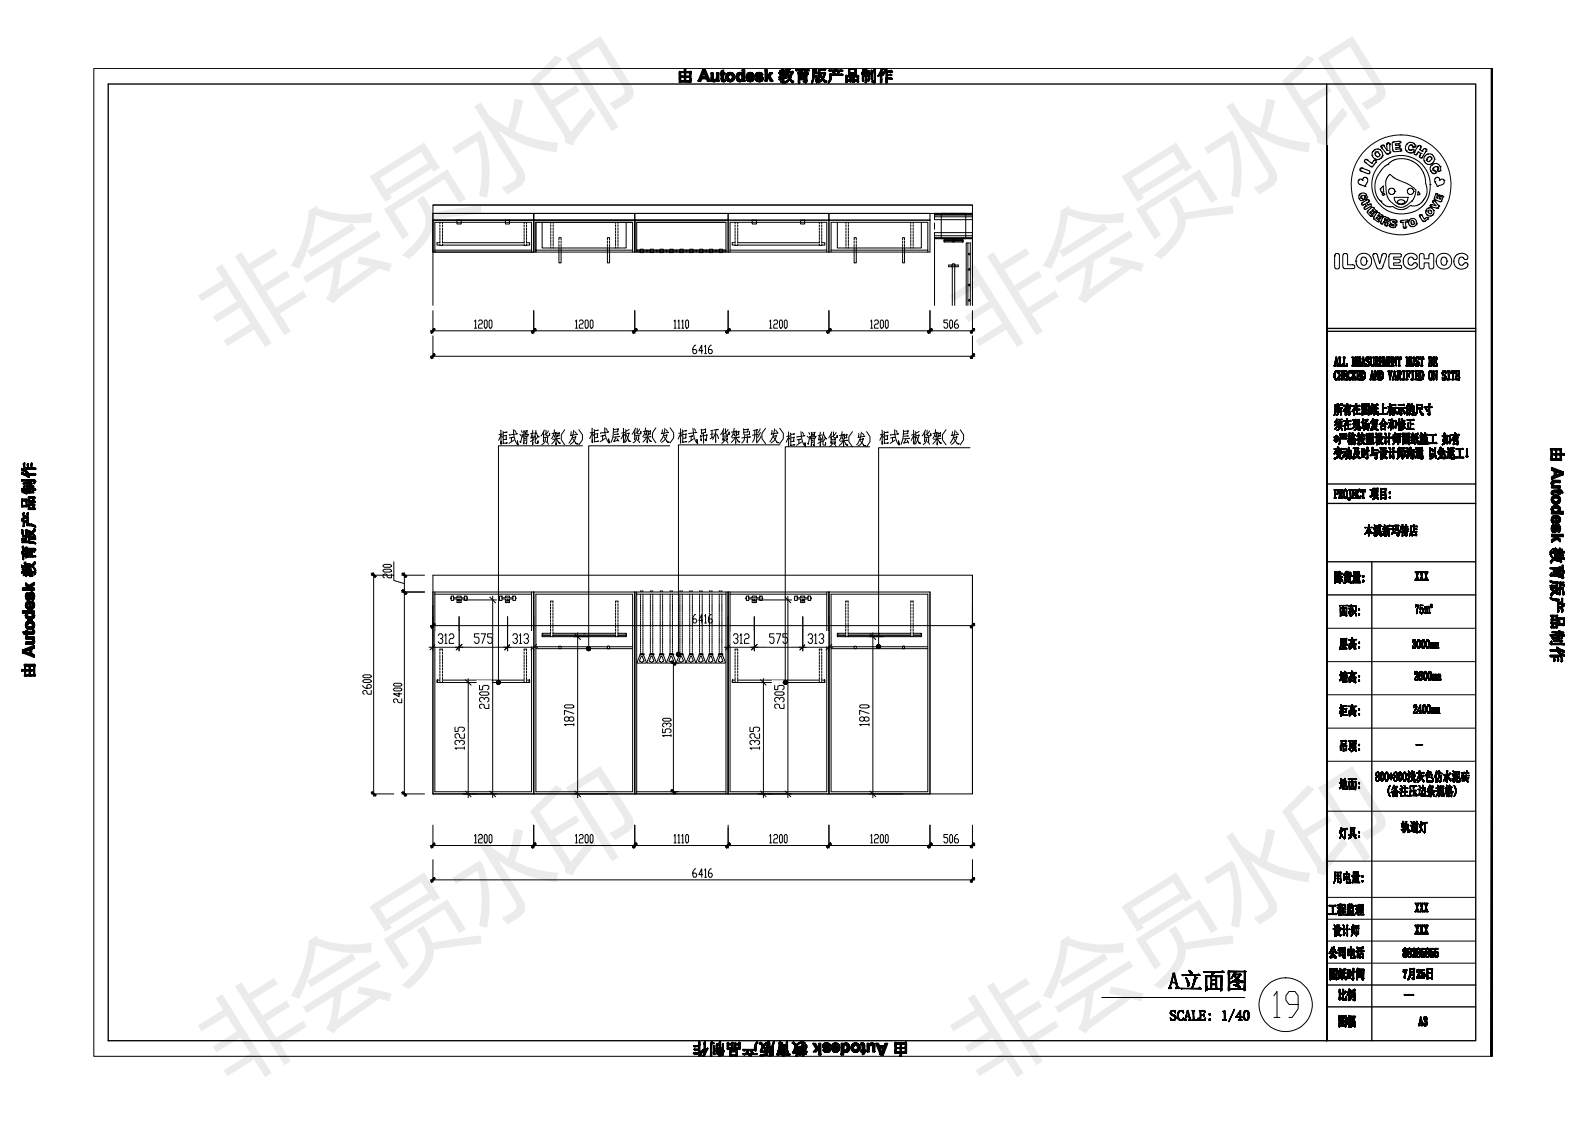 由 Autodesk 教育版产品制作
I LOVE CHOC
CHEERS TO LOVE
ILOVECHOC
1200 1200 1110 1200 1200 506
6416
ALL MEASUREMENT MUST BE
CHECKED AND VARIFIED ON SITE
所有在图纸上标示的尺寸
须在现场复合和修正
*严格按照设计师图纸施工 如有
变动及时与设计师沟通 以免返工!
柜式滑轮货架(发) 柜式层板货架(发) 柜式吊环货架异形(发) 柜式滑轮货架(发) 柜式层板货架(发)
PROJECT 项目:
本溪新玛特店
XXX
面积: 75㎡
层高: 3000mm
墙高: 2600mm
柜高: 2400mm
吊顶: —
地面: 800*800浅灰色仿水泥砖
(备注压边条规格)
灯具: 轨道灯
用电量:
工程监理 XXX
设计师 XXX
公司电话
图纸时间 7月25日
比例 —
图幅 A3
200
6416
312 575 313 312 575 313
2600
2400
1325
2305
1870
1530
1325
2305
1870
1200 1200 1110 1200 1200 506
6416
A立面图
SCALE: 1/40
19
由 Autodesk 教育版产品制作
由 Autodesk 教育版产品制作
由 Autodesk 教育版产品制作
非会员水印
非会员水印
非会员水印
非会员水印